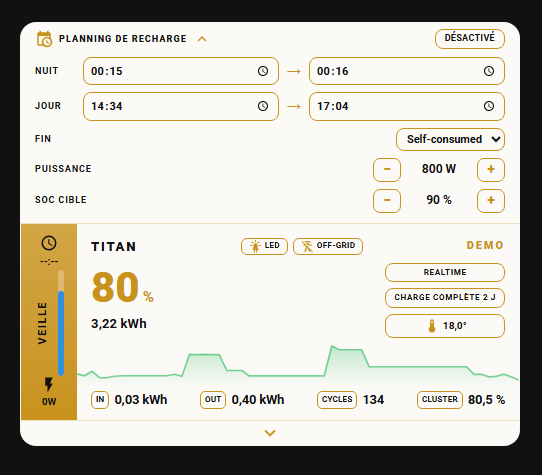 PLANNING DE RECHARGE DÉSACTIVÉ
NUIT 00:15 → 00:16
JOUR 14:34 → 17:04
FIN Self-consumed
PUISSANCE − 800 W +
SOC CIBLE − 90 % +
TITAN LED OFF-GRID DEMO
--:--
REALTIME
80 %
CHARGE COMPLÈTE 2 J
3,22 kWh
18,0°
VEILLE
0W
IN 0,03 kWh OUT 0,40 kWh CYCLES 134 CLUSTER 80,5 %